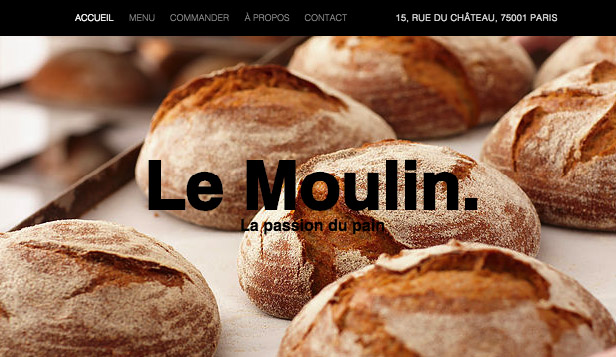 ACCUEIL MENU COMMANDER À PROPOS CONTACT 15, RUE DU CHÂTEAU, 75001 PARIS
Le Moulin.
La passion du pain